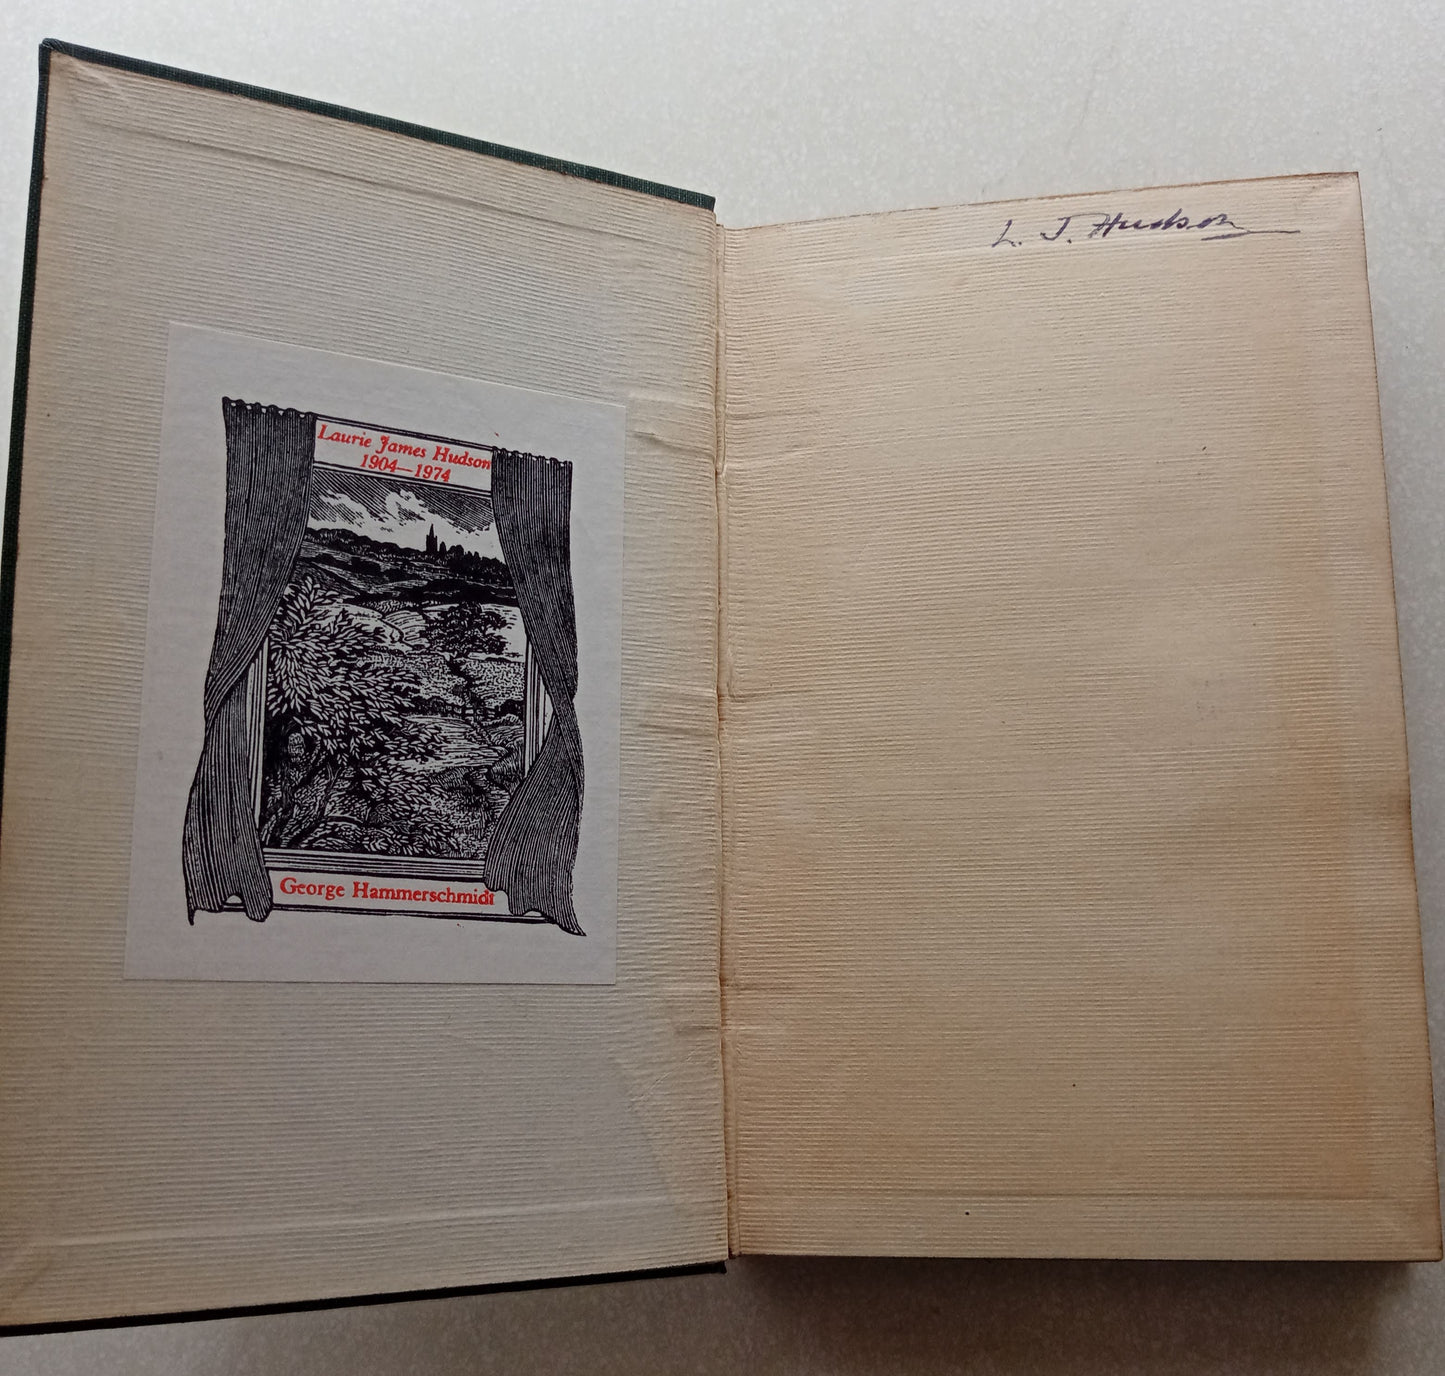 Laurie James Hudson
1904—1974
George Hammerschmidt
L. J. Hudson